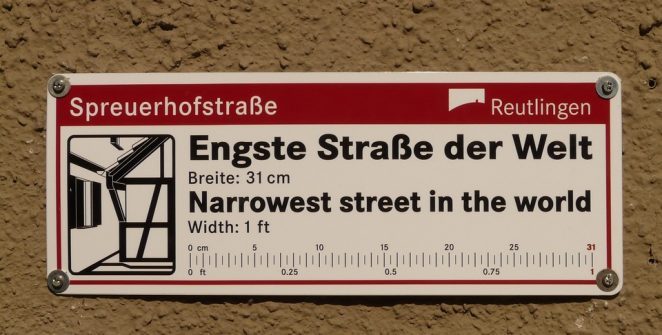 Spreuerhofstraße
Reutlingen
Engste Straße der Welt
Breite: 31 cm
Narrowest street in the world
Width: 1 ft
0 cm 5 10 15 20 25 31
0 ft 0.25 0.5 0.75 1